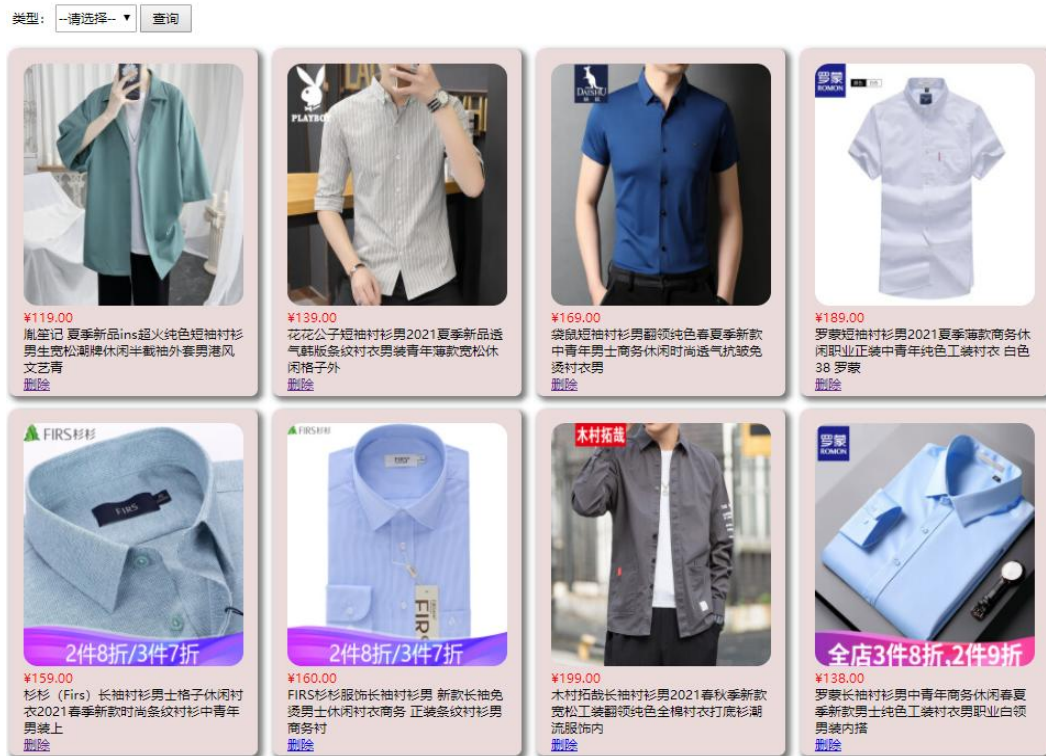 类型： --请选择-- 查询
PLAYBOY
DAISHU
罗蒙
ROMON
¥119.00
胤笙记 夏季新品ins超火纯色短袖衬衫
男生宽松潮牌休闲半截袖外套男港风
文艺青
删除
¥139.00
花花公子短袖衬衫男2021夏季新品透
气韩版条纹衬衣男装青年薄款宽松休
闲格子外
删除
¥169.00
袋鼠短袖衬衫男翻领纯色春夏季新款
中青年男士商务休闲时尚透气抗皱免
烫衬衣男
删除
¥189.00
罗蒙短袖衬衫男2021夏季薄款商务休
闲职业正装中青年纯色工装衬衣 白色
38 罗蒙
删除
FIRS杉杉
FIRS
2件8折/3件7折
¥159.00
杉杉（Firs）长袖衬衫男士格子休闲衬
衣2021春季新款时尚条纹衬衫中青年
男装上
删除
FIRS杉杉
FIRS
2件8折/3件7折
¥160.00
FIRS杉杉服饰长袖衬衫男 新款长袖免
烫男士休闲衬衣商务 正装条纹衬衫男
商务衬
删除
木村拓哉
¥199.00
木村拓哉长袖衬衫男2021春秋季新款
宽松工装翻领纯色全棉衬衣打底衫潮
流服饰内
删除
罗蒙
ROMON
全店3件8折,2件9折
¥138.00
罗蒙长袖衬衫男中青年商务休闲春夏
季新款男士纯色工装衬衣男职业白领
男装内搭
删除